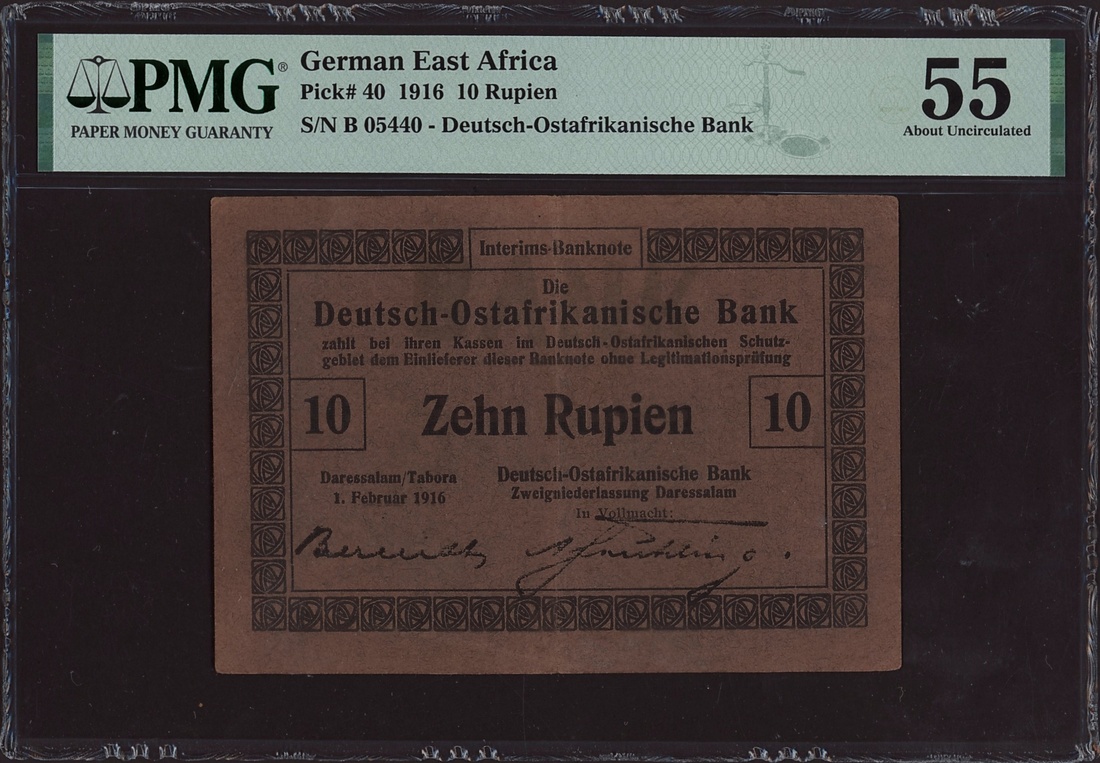 PMG®
PAPER MONEY GUARANTY
German East Africa
Pick# 40 1916 10 Rupien
S/N B 05440 - Deutsch-Ostafrikanische Bank
55
About Uncirculated
Interims-Banknote
Die
Deutsch-Ostafrikanische Bank
zahlt bei ihren Kassen im Deutsch-Ostafrikanischen Schutz-
gebiet dem Einlieferer dieser Banknote ohne Legitimationsprüfung
10 Zehn Rupien 10
Daressalam/Tabora
1. Februar 1916
Deutsch-Ostafrikanische Bank
Zweigniederlassung Daressalam
In Vollmacht: